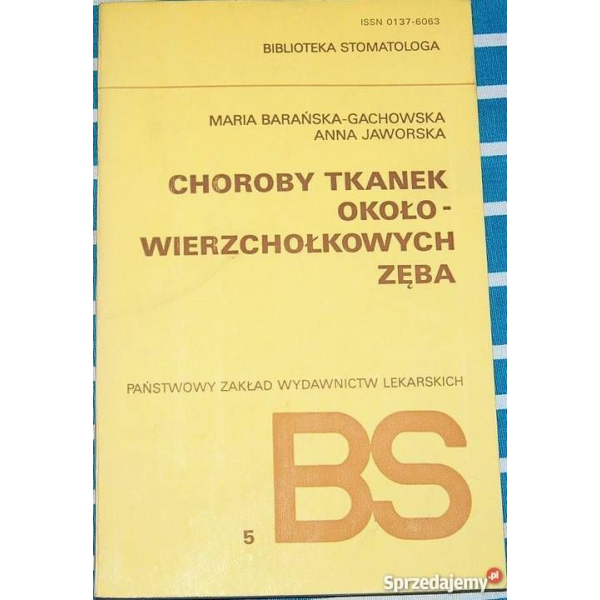 ISSN 0137-6063
BIBLIOTEKA STOMATOLOGA
MARIA BARAŃSKA-GACHOWSKA
ANNA JAWORSKA
CHOROBY TKANEK
OKOŁO-
WIERZCHOŁKOWYCH
ZĘBA
PAŃSTWOWY ZAKŁAD WYDAWNICTW LEKARSKICH
BS
5
Sprzedajemy.pl